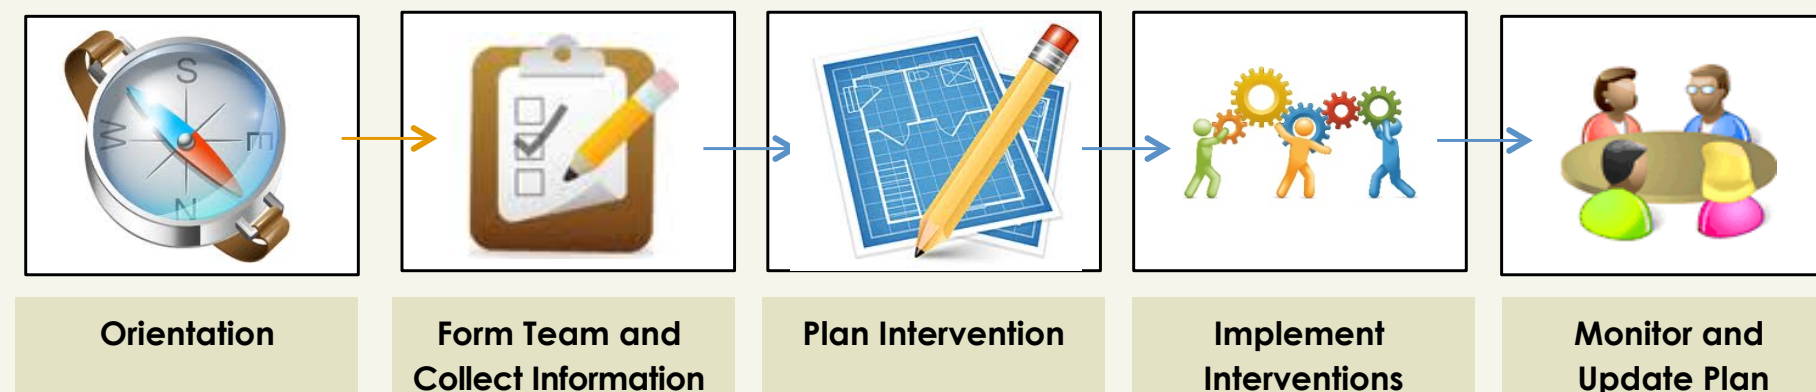 S
W
E
N
Orientation
Form Team and
Collect Information
Plan Intervention
Implement
Interventions
Monitor and
Update Plan